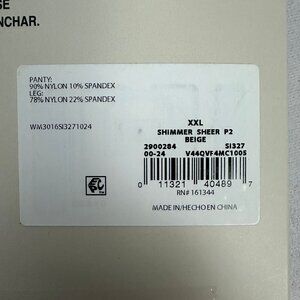 SE
NCHAR.
PANTY:
90% NYLON 10% SPANDEX
LEG:
78% NYLON 22% SPANDEX
WM3016SI3271024
XXL
SHIMMER SHEER P2
BEIGE
2900284 SI327
00-24 V44QVF4MC1005
0 11321 40489 7
RN# 161344
MADE IN/HECHO EN CHINA